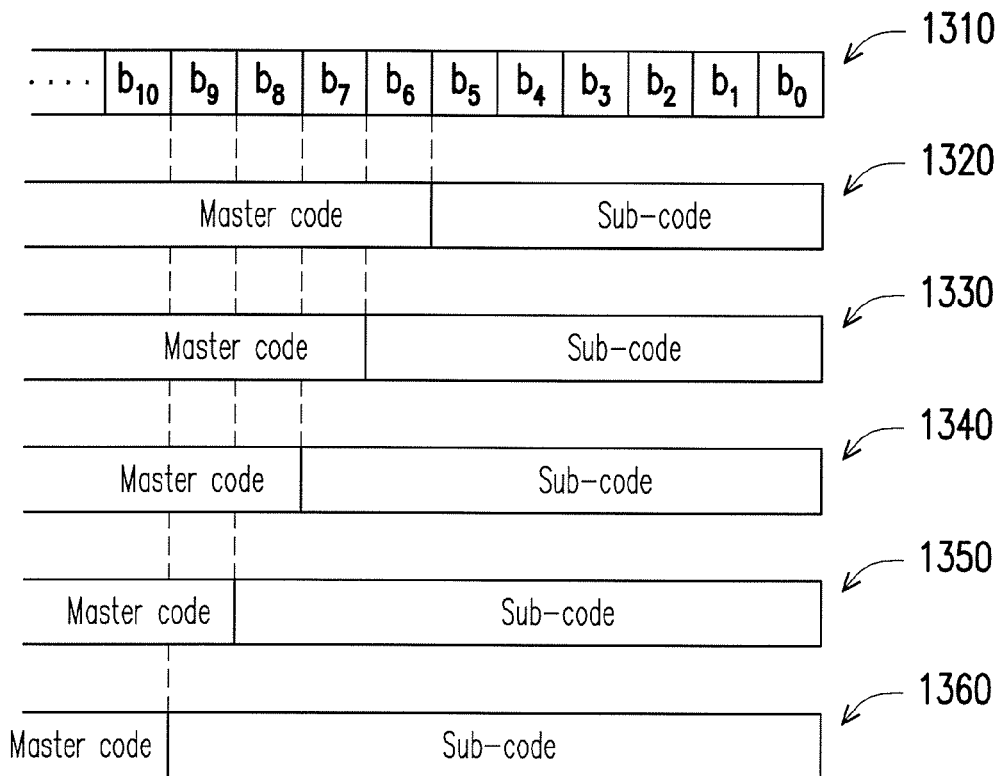 1310
.... b₁₀ b₉ b₈ b₇ b₆ b₅ b₄ b₃ b₂ b₁ b₀
1320
Master code Sub-code
1330
Master code Sub-code
1340
Master code Sub-code
1350
Master code Sub-code
1360
Master code Sub-code